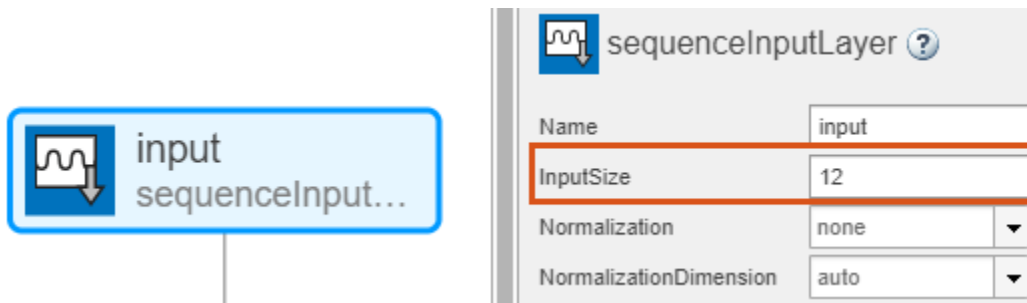 input
sequenceInput...
sequenceInputLayer ?
Name input
InputSize 12
Normalization none
NormalizationDimension auto